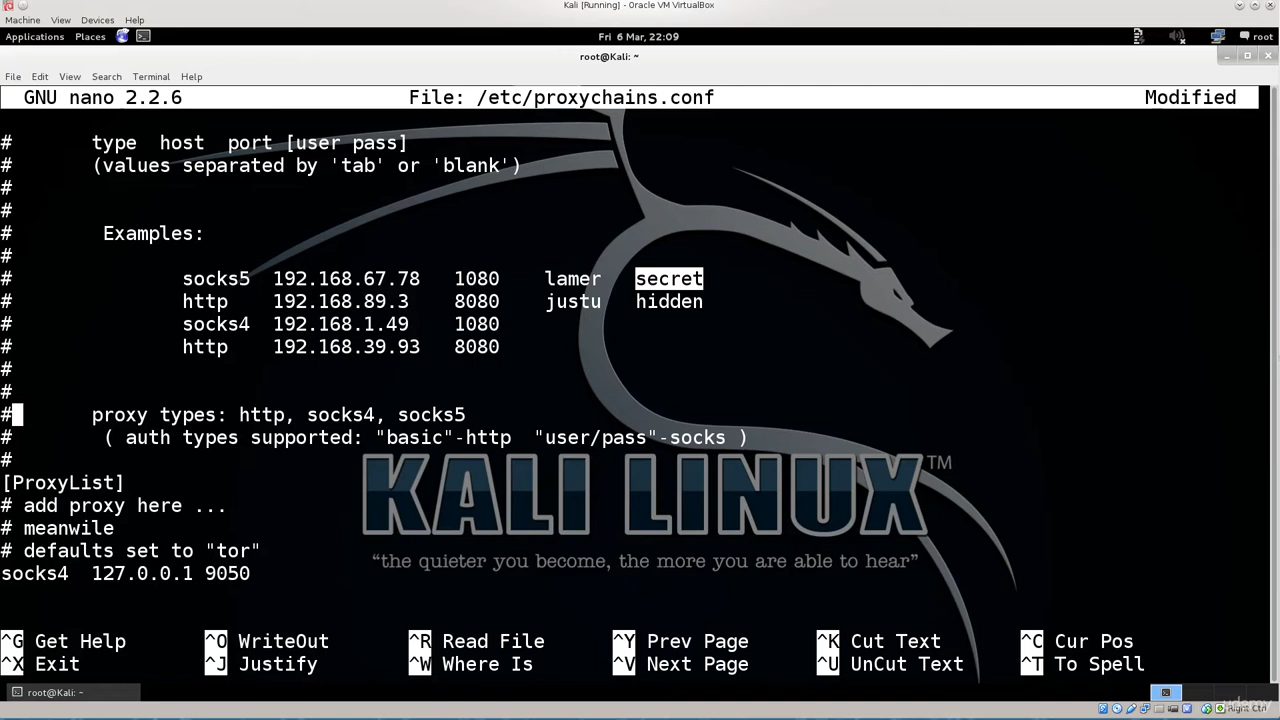 Kali [Running] - Oracle VM VirtualBox
Machine View Devices Help
Applications Places Fri 6 Mar, 22:09 root
root@Kali: ~
File Edit View Search Terminal Help
GNU nano 2.2.6 File: /etc/proxychains.conf Modified
# type host port [user pass]
# (values separated by 'tab' or 'blank')
#
#
# Examples:
#
# socks5 192.168.67.78 1080 lamer secret
# http 192.168.89.3 8080 justu hidden
# socks4 192.168.1.49 1080
# http 192.168.39.93 8080
#
#
# proxy types: http, socks4, socks5
# ( auth types supported: "basic"-http "user/pass"-socks )
#
[ProxyList]
# add proxy here ...
# meanwile
# defaults set to "tor"
socks4 127.0.0.1 9050
KALI LINUX™
“the quieter you become, the more you are able to hear”
^G Get Help ^O WriteOut ^R Read File ^Y Prev Page ^K Cut Text ^C Cur Pos
^X Exit ^J Justify ^W Where Is ^V Next Page ^U UnCut Text ^T To Spell
root@Kali: ~
udemy
Right Ctrl